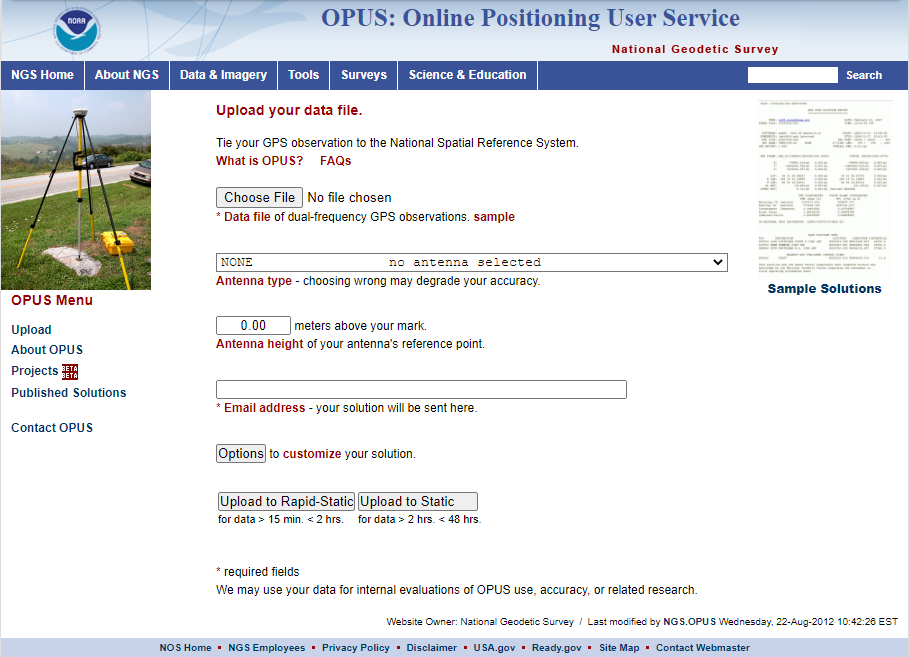 NOAA
OPUS: Online Positioning User Service
National Geodetic Survey
NGS Home
About NGS
Data & Imagery
Tools
Surveys
Science & Education
Search
Upload your data file.
Tie your GPS observation to the National Spatial Reference System.
What is OPUS? FAQs
Choose File No file chosen
* Data file of dual-frequency GPS observations. sample
NONE no antenna selected
Antenna type - choosing wrong may degrade your accuracy.
0.00 meters above your mark.
Antenna height of your antenna's reference point.
* Email address - your solution will be sent here.
Options to customize your solution.
Upload to Rapid-Static Upload to Static
for data > 15 min. < 2 hrs. for data > 2 hrs. < 48 hrs.
* required fields
We may use your data for internal evaluations of OPUS use, accuracy, or related research.
Sample Solutions
OPUS Menu
Upload
About OPUS
Projects BETA BETA
Published Solutions
Contact OPUS
Website Owner: National Geodetic Survey / Last modified by NGS.OPUS Wednesday, 22-Aug-2012 10:42:26 EST
NOS Home ▪ NGS Employees ▪ Privacy Policy ▪ Disclaimer ▪ USA.gov ▪ Ready.gov ▪ Site Map ▪ Contact Webmaster